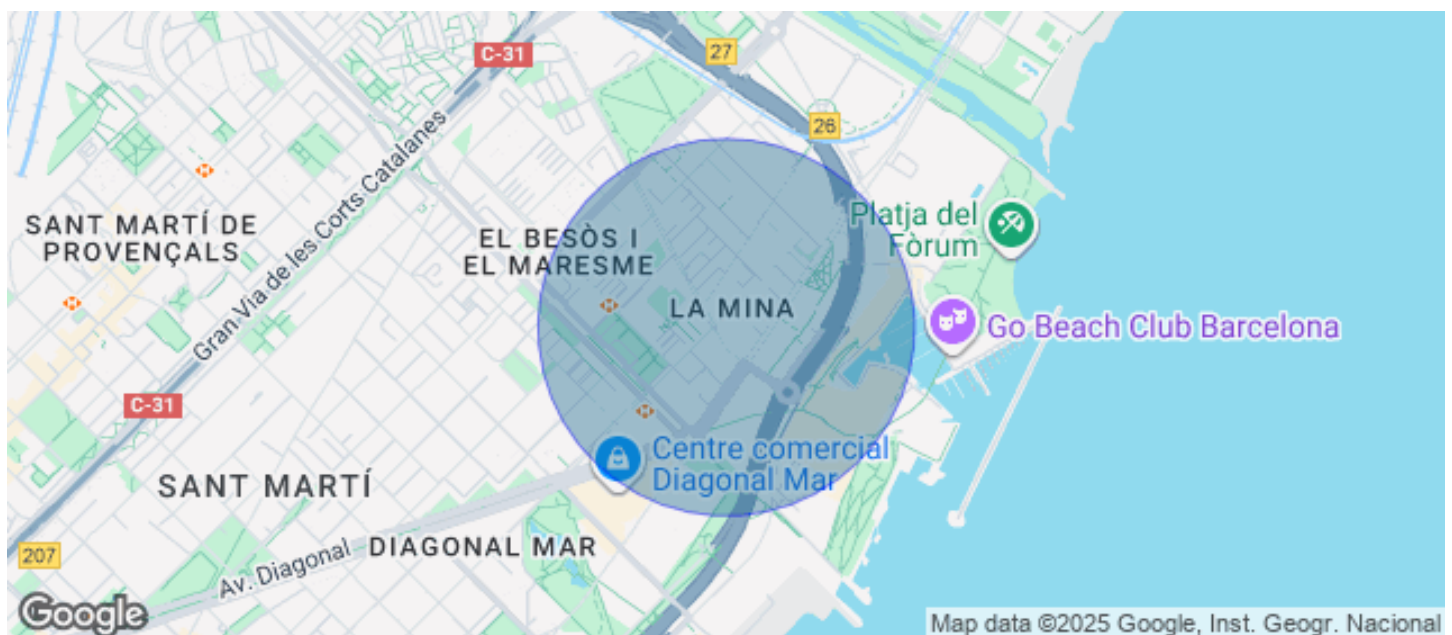 C-31
27
26
Gran Via de les Corts Catalanes
SANT MARTÍ DE
PROVENÇALS
EL BESÒS I
EL MARESME
Platja del
Fòrum
LA MINA
Go Beach Club Barcelona
C-31
Centre comercial
Diagonal Mar
SANT MARTÍ
DIAGONAL MAR
207
Av. Diagonal
Google
Map data ©2025 Google, Inst. Geogr. Nacional